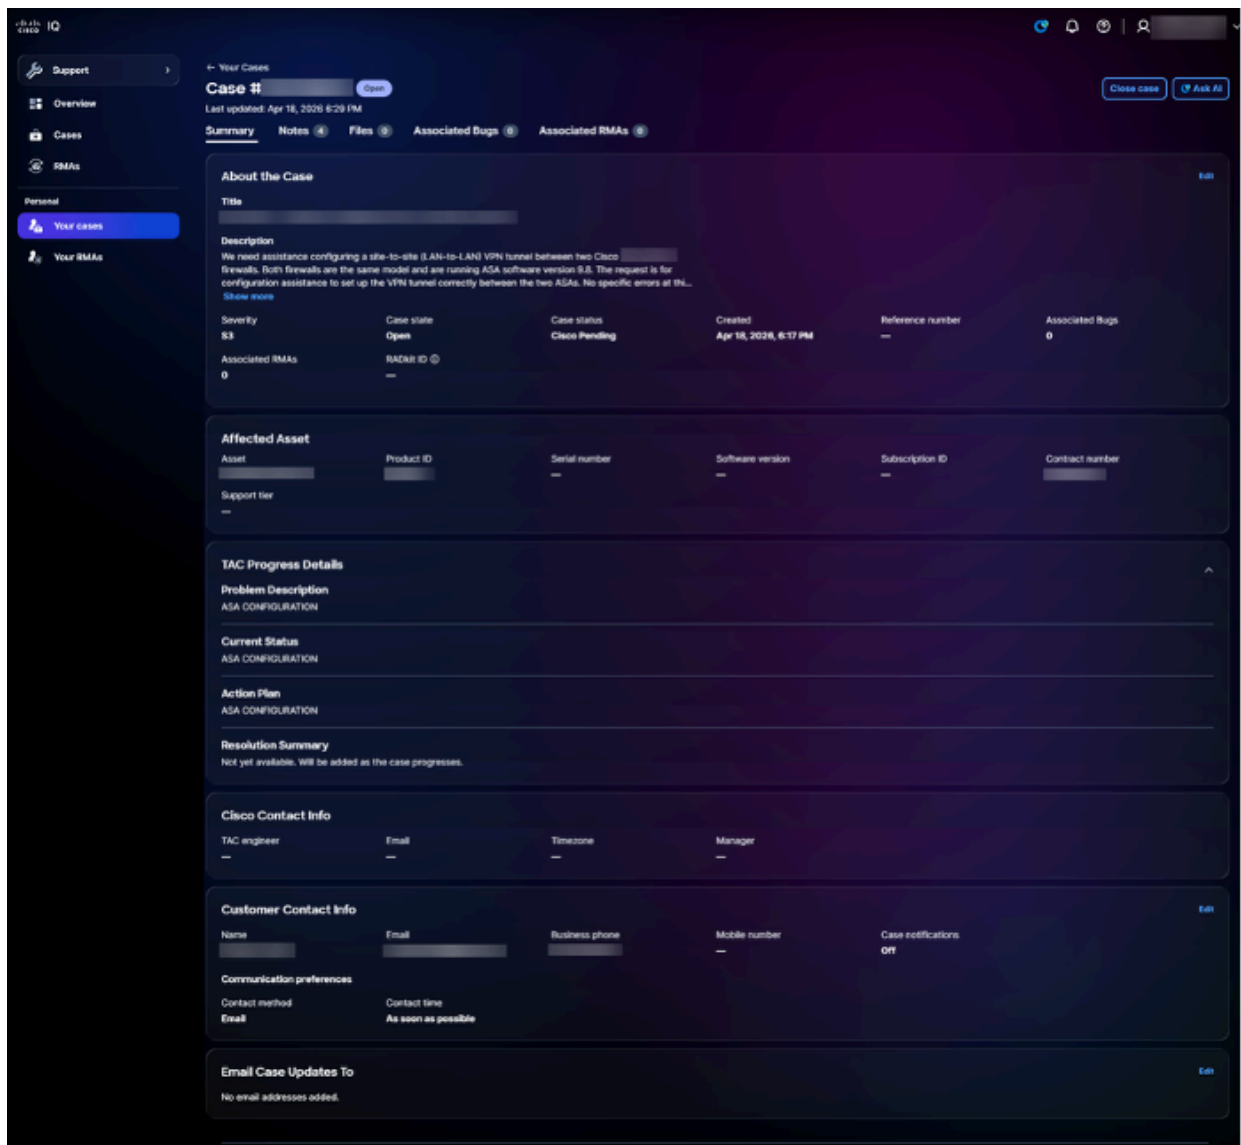 cisco IQ
Support
Overview
Cases
RMAs
Personal
Your cases
Your RMAs
← Your Cases
Case # Open
Last updated: Apr 18, 2026 6:29 PM
Close case Ask AI
Summary Notes 4 Files 0 Associated Bugs 0 Associated RMAs 0
About the Case Edit
Title
Description
We need assistance configuring a site-to-site (LAN-to-LAN) VPN tunnel between two Cisco
firewalls. Both firewalls are the same model and are running ASA software version 9.8. The request is for
configuration assistance to set up the VPN tunnel correctly between the two ASAs. No specific errors at thi...
Show more
Severity Case state Case status Created Reference number Associated Bugs
S3 Open Cisco Pending Apr 18, 2026, 6:17 PM — 0
Associated RMAs RADkit ID
0 —
Affected Asset
Asset Product ID Serial number Software version Subscription ID Contract number
— — —
Support tier
—
TAC Progress Details
Problem Description
ASA CONFIGURATION
Current Status
ASA CONFIGURATION
Action Plan
ASA CONFIGURATION
Resolution Summary
Not yet available. Will be added as the case progresses.
Cisco Contact Info
TAC engineer Email Timezone Manager
— — — —
Customer Contact Info Edit
Name Email Business phone Mobile number Case notifications
— Off
Communication preferences
Contact method Contact time
Email As soon as possible
Email Case Updates To Edit
No email addresses added.